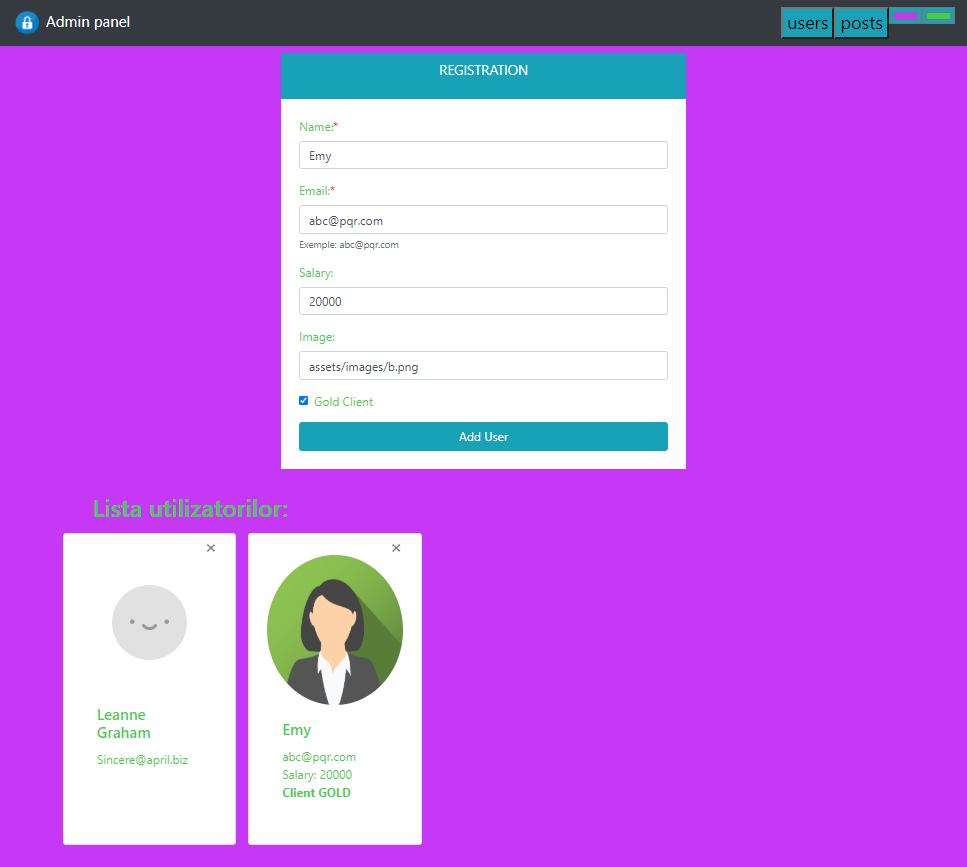 Admin panel
users posts
REGISTRATION
Name:*
Emy
Email:*
abc@pqr.com
Exemple: abc@pqr.com
Salary:
20000
Image:
assets/images/b.png
Gold Client
Add User
Lista utilizatorilor:
×
Leanne
Graham
Sincere@april.biz
×
Emy
abc@pqr.com
Salary: 20000
Client GOLD